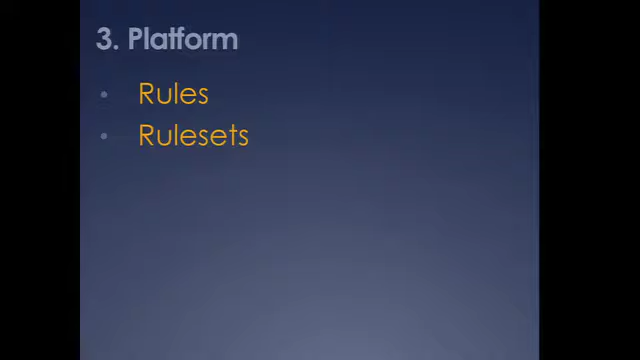 3. Platform
• Rules
• Rulesets